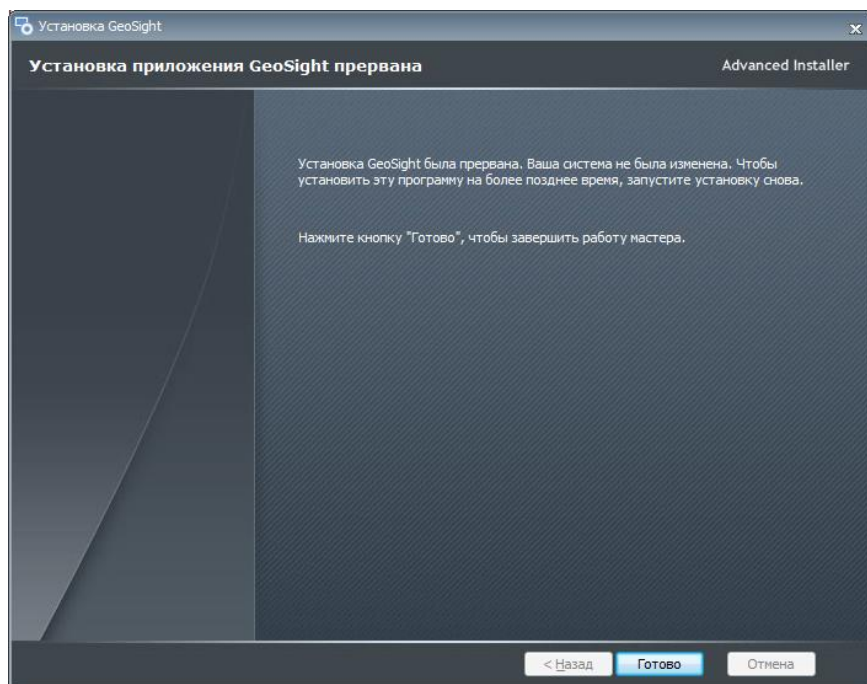 Установка GeoSight
Установка приложения GeoSight прервана
Advanced Installer
Установка GeoSight была прервана. Ваша система не была изменена. Чтобы
установить эту программу на более позднее время, запустите установку снова.
Нажмите кнопку "Готово", чтобы завершить работу мастера.
< Назад
Готово
Отмена